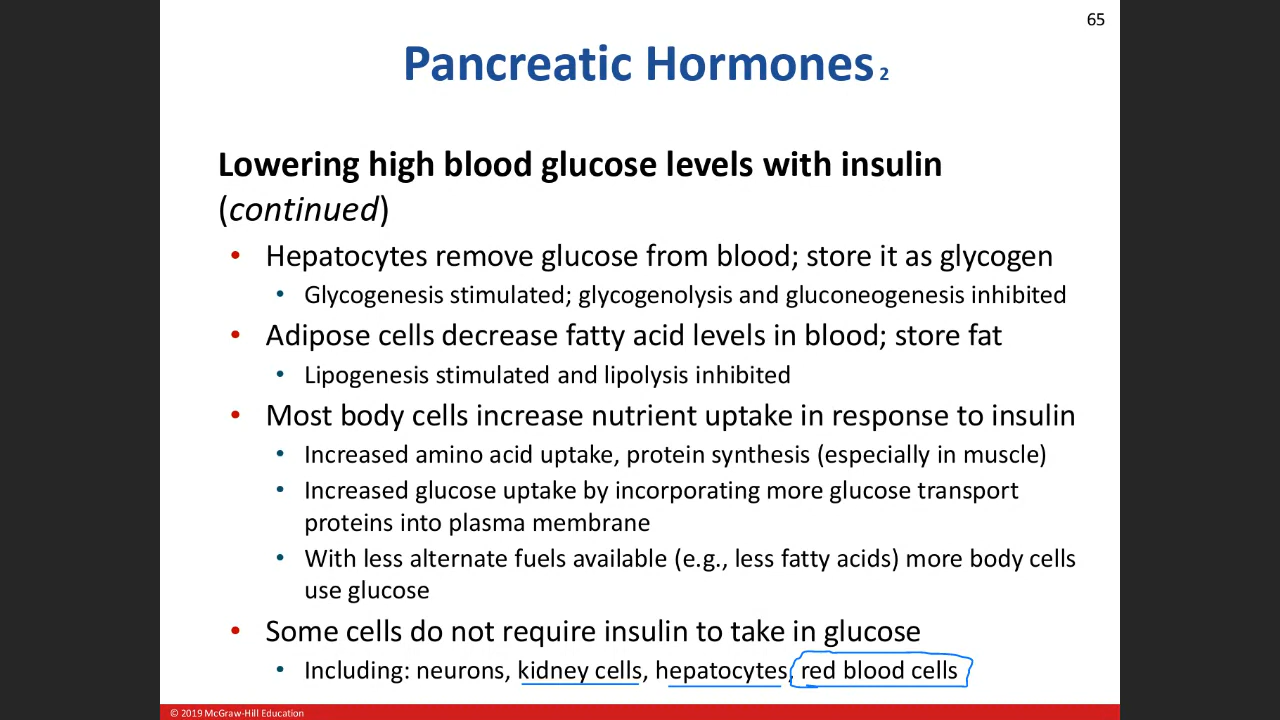 65
Pancreatic Hormones 2
Lowering high blood glucose levels with insulin
(continued)
• Hepatocytes remove glucose from blood; store it as glycogen
• Glycogenesis stimulated; glycogenolysis and gluconeogenesis inhibited
• Adipose cells decrease fatty acid levels in blood; store fat
• Lipogenesis stimulated and lipolysis inhibited
• Most body cells increase nutrient uptake in response to insulin
• Increased amino acid uptake, protein synthesis (especially in muscle)
• Increased glucose uptake by incorporating more glucose transport
proteins into plasma membrane
• With less alternate fuels available (e.g., less fatty acids) more body cells
use glucose
• Some cells do not require insulin to take in glucose
• Including: neurons, kidney cells, hepatocytes, red blood cells
© 2019 McGraw-Hill Education